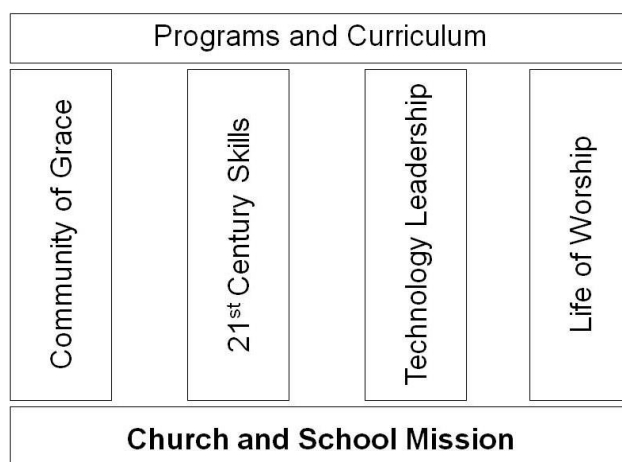 Programs and Curriculum
Community of Grace
21st Century Skills
Technology Leadership
Life of Worship
Church and School Mission